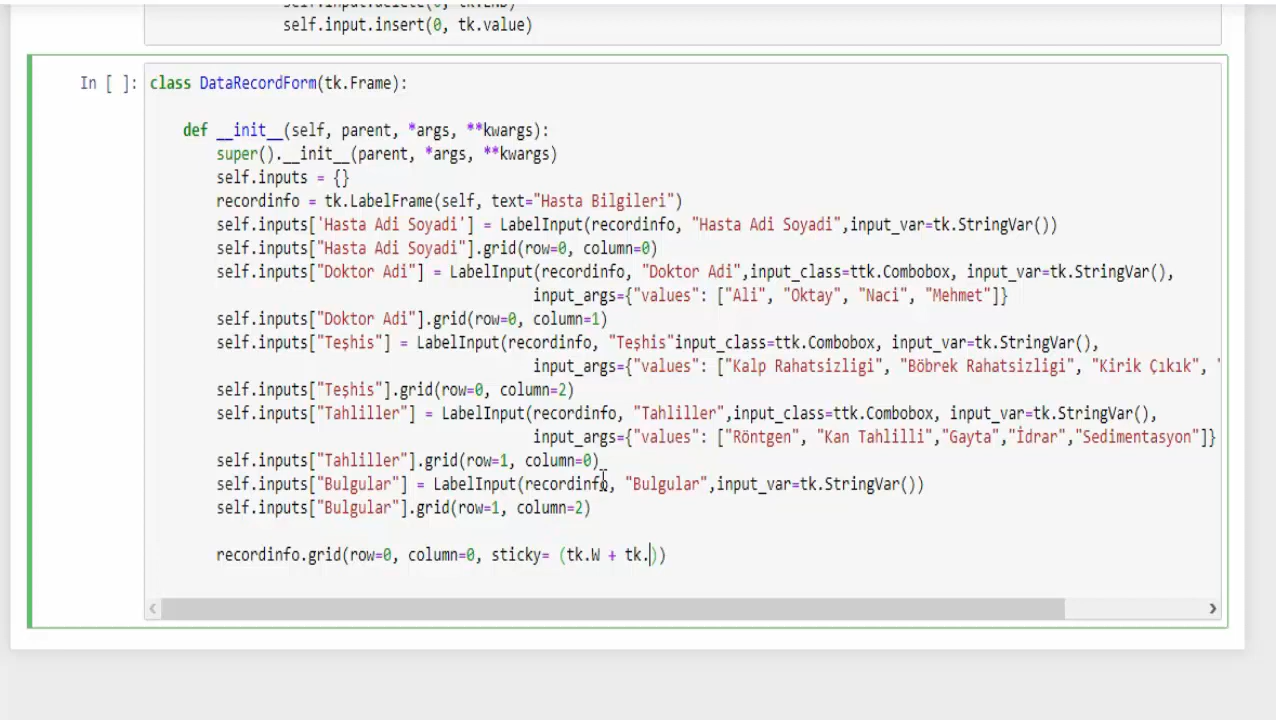 self.input.delete(0, tk.END)
self.input.insert(0, tk.value)
In [ ]: class DataRecordForm(tk.Frame):
def __init__(self, parent, *args, **kwargs):
super().__init__(parent, *args, **kwargs)
self.inputs = {}
recordinfo = tk.LabelFrame(self, text="Hasta Bilgileri")
self.inputs['Hasta Adi Soyadi'] = LabelInput(recordinfo, "Hasta Adi Soyadi",input_var=tk.StringVar())
self.inputs["Hasta Adi Soyadi"].grid(row=0, column=0)
self.inputs["Doktor Adi"] = LabelInput(recordinfo, "Doktor Adi",input_class=ttk.Combobox, input_var=tk.StringVar(),
input_args={"values": ["Ali", "Oktay", "Naci", "Mehmet"]}
self.inputs["Doktor Adi"].grid(row=0, column=1)
self.inputs["Teşhis"] = LabelInput(recordinfo, "Teşhis"input_class=ttk.Combobox, input_var=tk.StringVar(),
input_args={"values": ["Kalp Rahatsizligi", "Böbrek Rahatsizligi", "Kirik Çıkık", "
self.inputs["Teşhis"].grid(row=0, column=2)
self.inputs["Tahliller"] = LabelInput(recordinfo, "Tahliller",input_class=ttk.Combobox, input_var=tk.StringVar(),
input_args={"values": ["Röntgen", "Kan Tahlilli","Gayta","İdrar","Sedimentasyon"]}
self.inputs["Tahliller"].grid(row=1, column=0)
self.inputs["Bulgular"] = LabelInput(recordinfo, "Bulgular",input_var=tk.StringVar())
self.inputs["Bulgular"].grid(row=1, column=2)
recordinfo.grid(row=0, column=0, sticky= (tk.W + tk.))